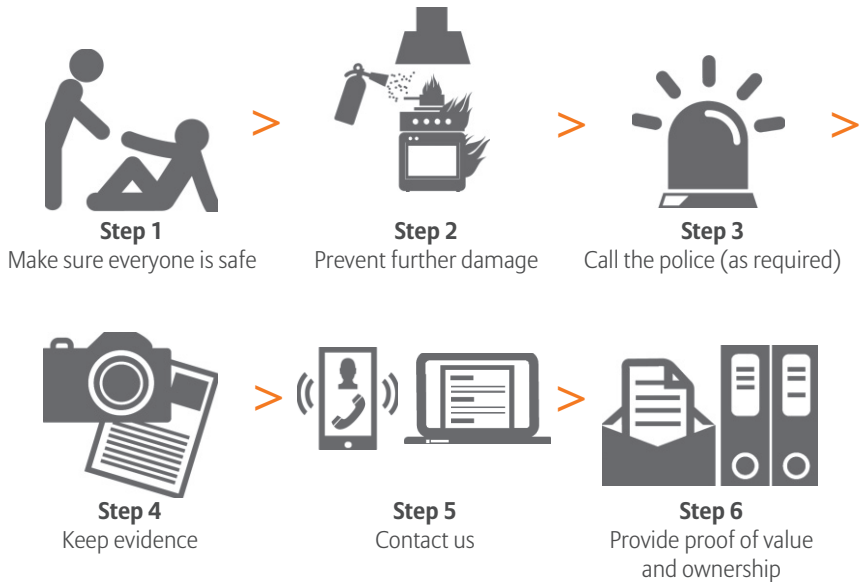 Step 1
Make sure everyone is safe
Step 2
Prevent further damage
Step 3
Call the police (as required)
Step 4
Keep evidence
Step 5
Contact us
Step 6
Provide proof of value
and ownership